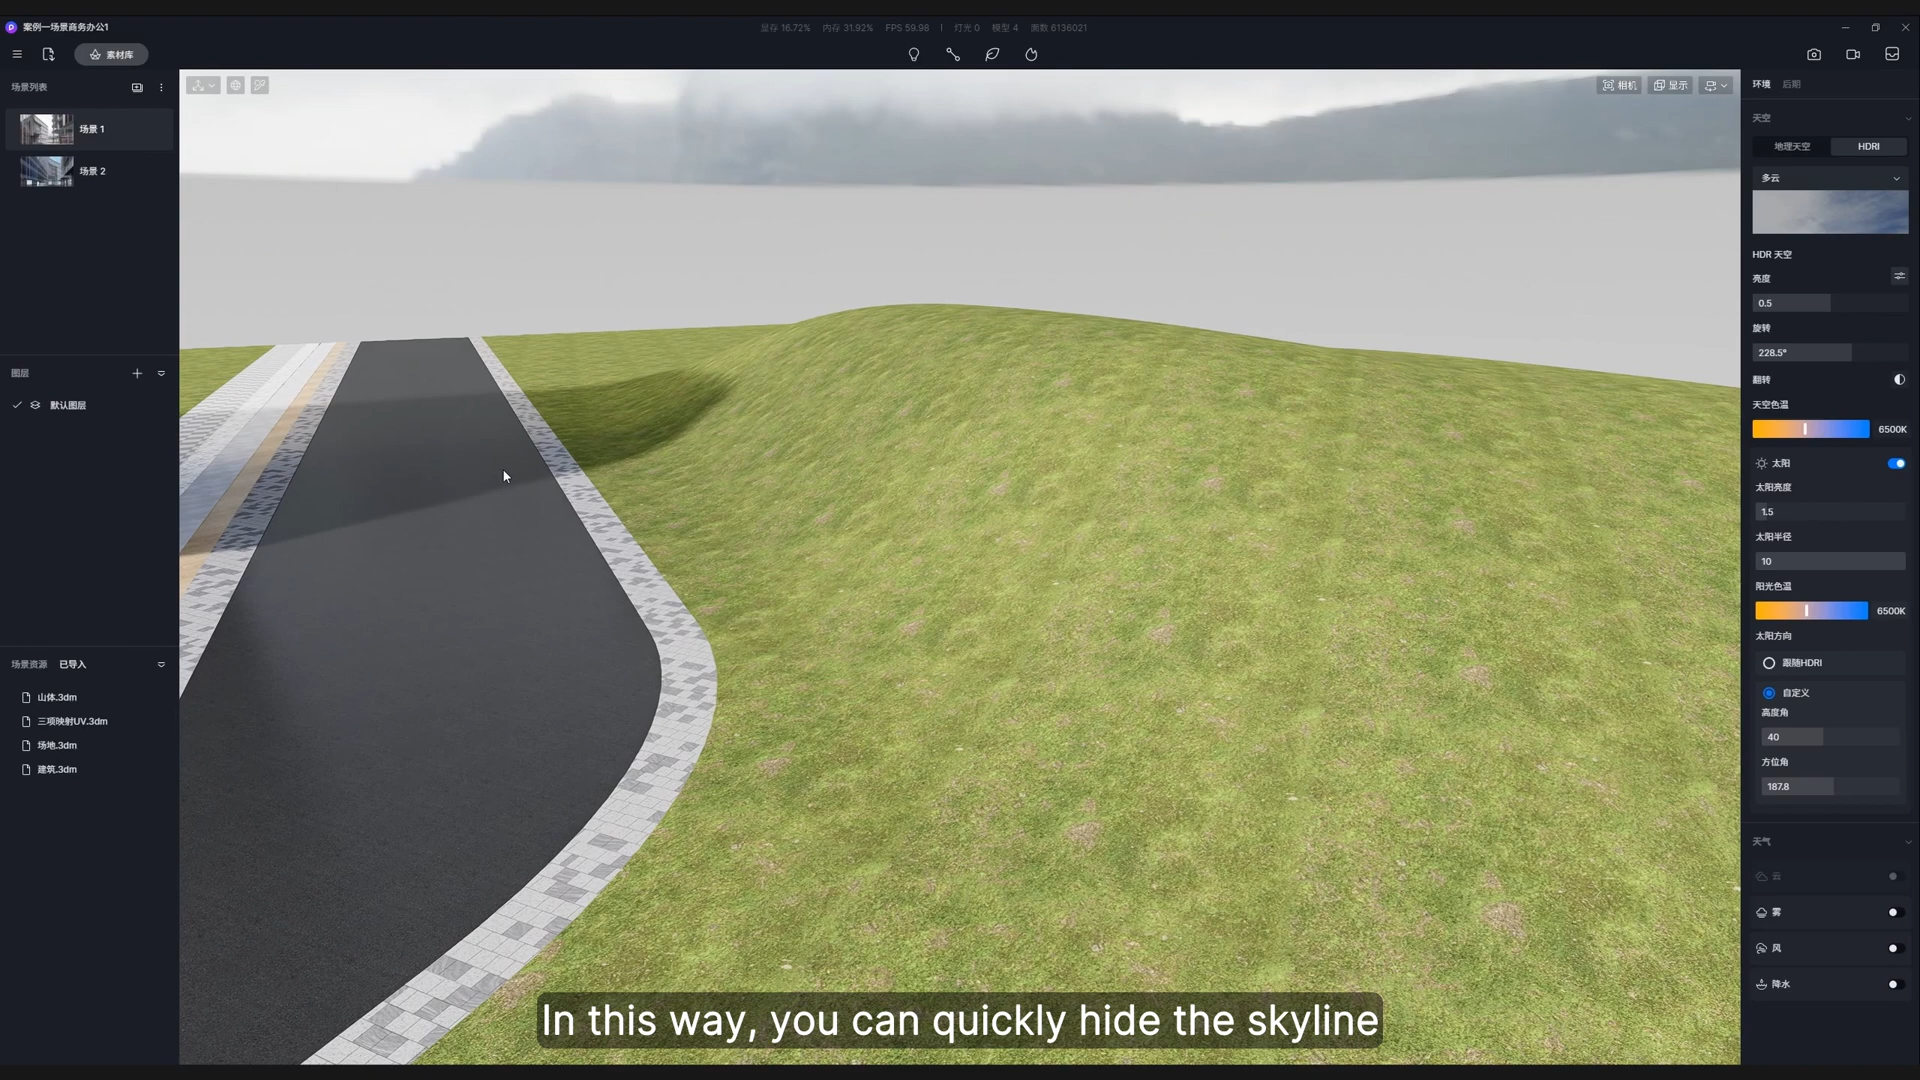 案例一场景商务办公1
显存 16.72% 内存 31.92% FPS 59.98 | 灯光 0 模型 4 面数 6136021
素材库
场景列表
场景 1
场景 2
图层
默认图层
场景资源 已导入
山体.3dm
三项映射UV.3dm
场地.3dm
建筑.3dm
相机 显示
环境 后期
天空
地理天空 HDRI
多云
HDR 天空
亮度
0.5
旋转
228.5°
翻转
天空色温
6500K
太阳
太阳亮度
1.5
太阳半径
10
阳光色温
6500K
太阳方向
跟随HDRI
自定义
高度角
40
方位角
187.8
天气
云
雾
风
降水
In this way, you can quickly hide the skyline